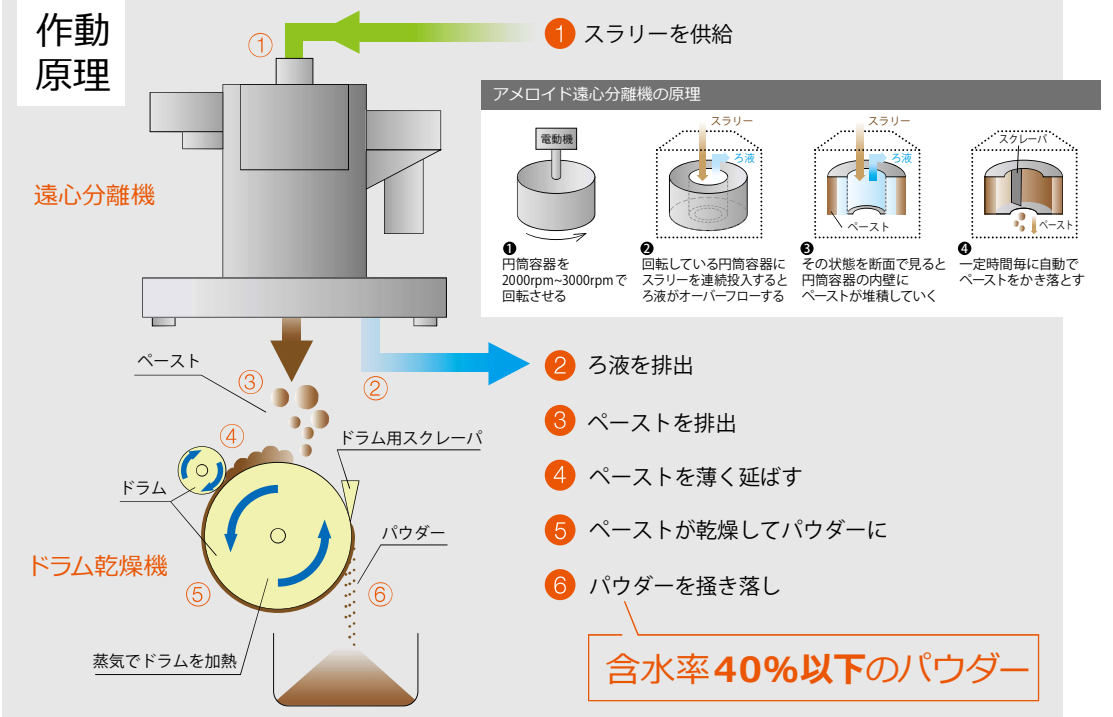 作動
原理
①
① スラリーを供給
遠心分離機
アメロイド遠心分離機の原理
電動機
❶
円筒容器を
2000rpm~3000rpmで
回転させる
スラリー
ろ液
❷
回転している円筒容器に
スラリーを連続投入すると
ろ液がオーバーフローする
スラリー
ろ液
ペースト
❸
その状態を断面で見ると
円筒容器の内壁に
ペーストが堆積していく
スクレーパ
ペースト
❹
一定時間毎に自動で
ペーストをかき落とす
ペースト
③
②
④
ドラム用スクレーパ
ドラム
パウダー
ドラム乾燥機
⑤
⑥
蒸気でドラムを加熱
② ろ液を排出
③ ペーストを排出
④ ペーストを薄く延ばす
⑤ ペーストが乾燥してパウダーに
⑥ パウダーを掻き落し
含水率40%以下のパウダー